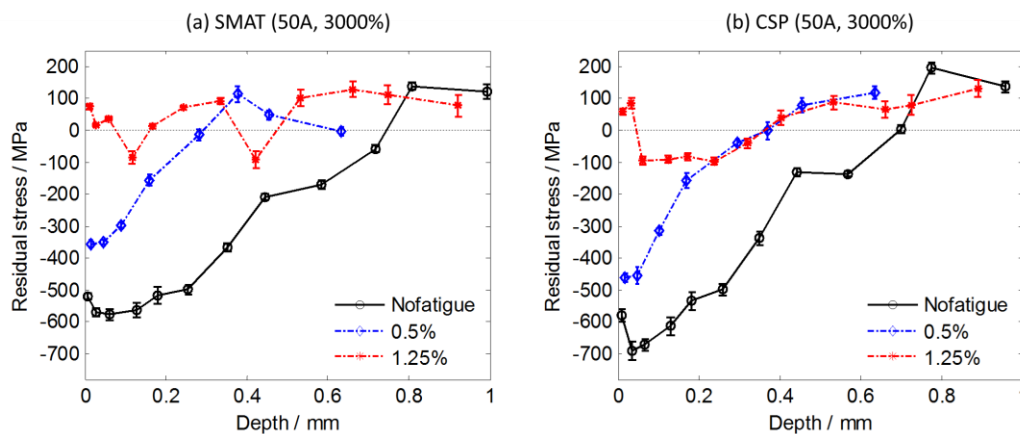 (a) SMAT (50A, 3000%)
200
100
0
-100
-200
-300
-400
-500
-600
-700
Residual stress / MPa
Nofatigue
0.5%
1.25%
0 0.2 0.4 0.6 0.8 1
Depth / mm
(b) CSP (50A, 3000%)
200
100
0
-100
-200
-300
-400
-500
-600
-700
Residual stress / MPa
Nofatigue
0.5%
1.25%
0 0.2 0.4 0.6 0.8 1
Depth / mm